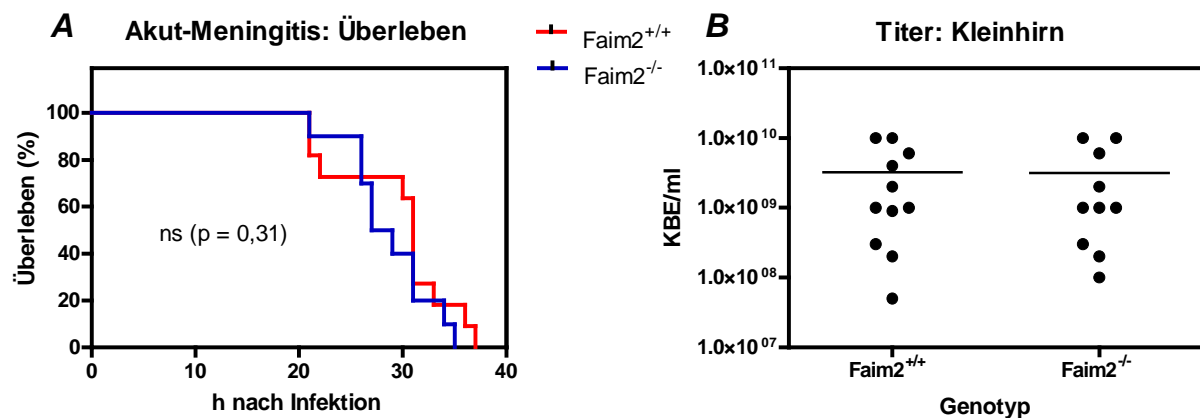 A
Akut-Meningitis: Überleben
Faim2+/+
Faim2-/-
Überleben (%)
100
80
60
40
20
0
ns (p = 0,31)
0 10 20 30 40
h nach Infektion
B
Titer: Kleinhirn
KBE/ml
1.0×10 11
1.0×10 10
1.0×10 09
1.0×10 08
1.0×10 07
Faim2+/+ Faim2-/-
Genotyp